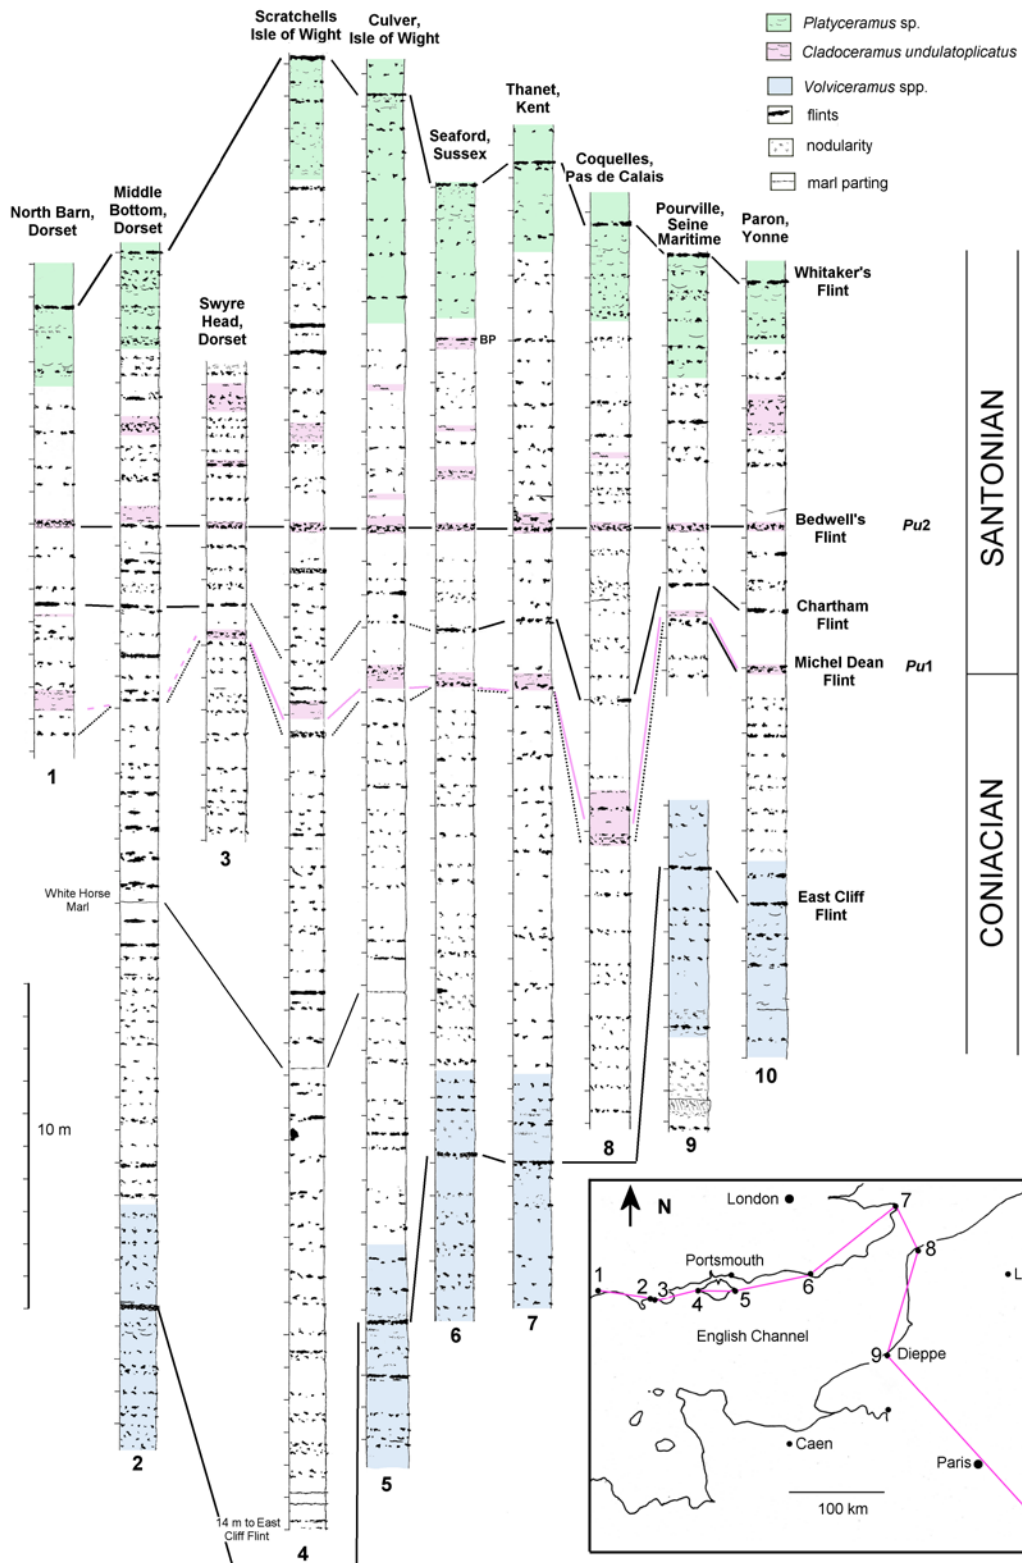 Scratchells
Isle of Wight
Culver,
Isle of Wight
Platyceramus sp.
Cladoceramus undulatoplicatus
Volviceramus spp.
flints
nodularity
marl parting
Thanet,
Kent
Seaford,
Sussex
Coquelles,
Pas de Calais
Middle
Bottom,
Dorset
North Barn,
Dorset
Pourville,
Seine
Maritime
Paron,
Yonne
Swyre
Head,
Dorset
Whitaker's
Flint
BP
Bedwell's
Flint
Pu2
SANTONIAN
Chartham
Flint
Michel Dean
Flint
Pu1
CONIACIAN
1
3
White Horse
Marl
East Cliff
Flint
10 m
10
8
9
6
7
2
5
14 m to East
Cliff Flint
4
N
London
7
8
Portsmouth
L
1
2
3
4
5
6
English Channel
9
Dieppe
Caen
Paris
100 km